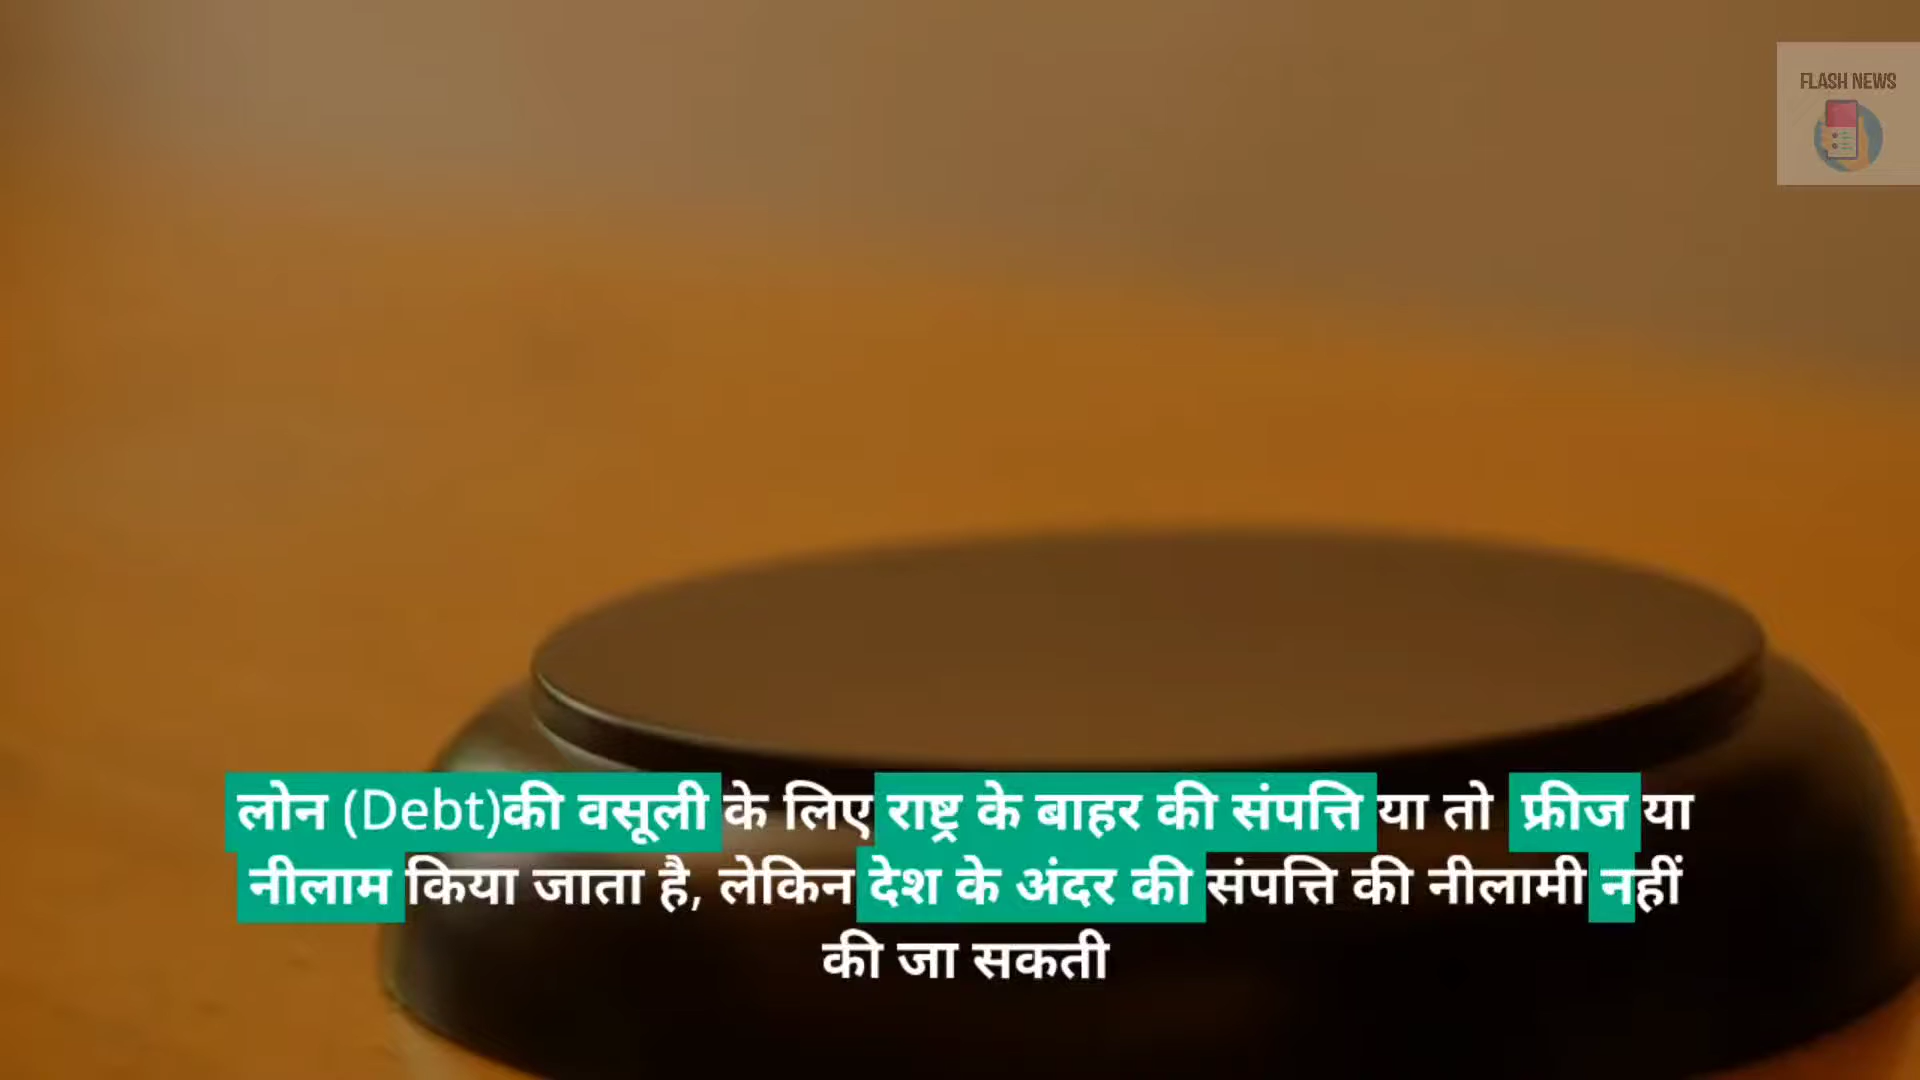 FLASH NEWS
लोन (Debt)की वसूली के लिए राष्ट्र के बाहर की संपत्ति या तो फ्रीज या
नीलाम किया जाता है, लेकिन देश के अंदर की संपत्ति की नीलामी नहीं
की जा सकती